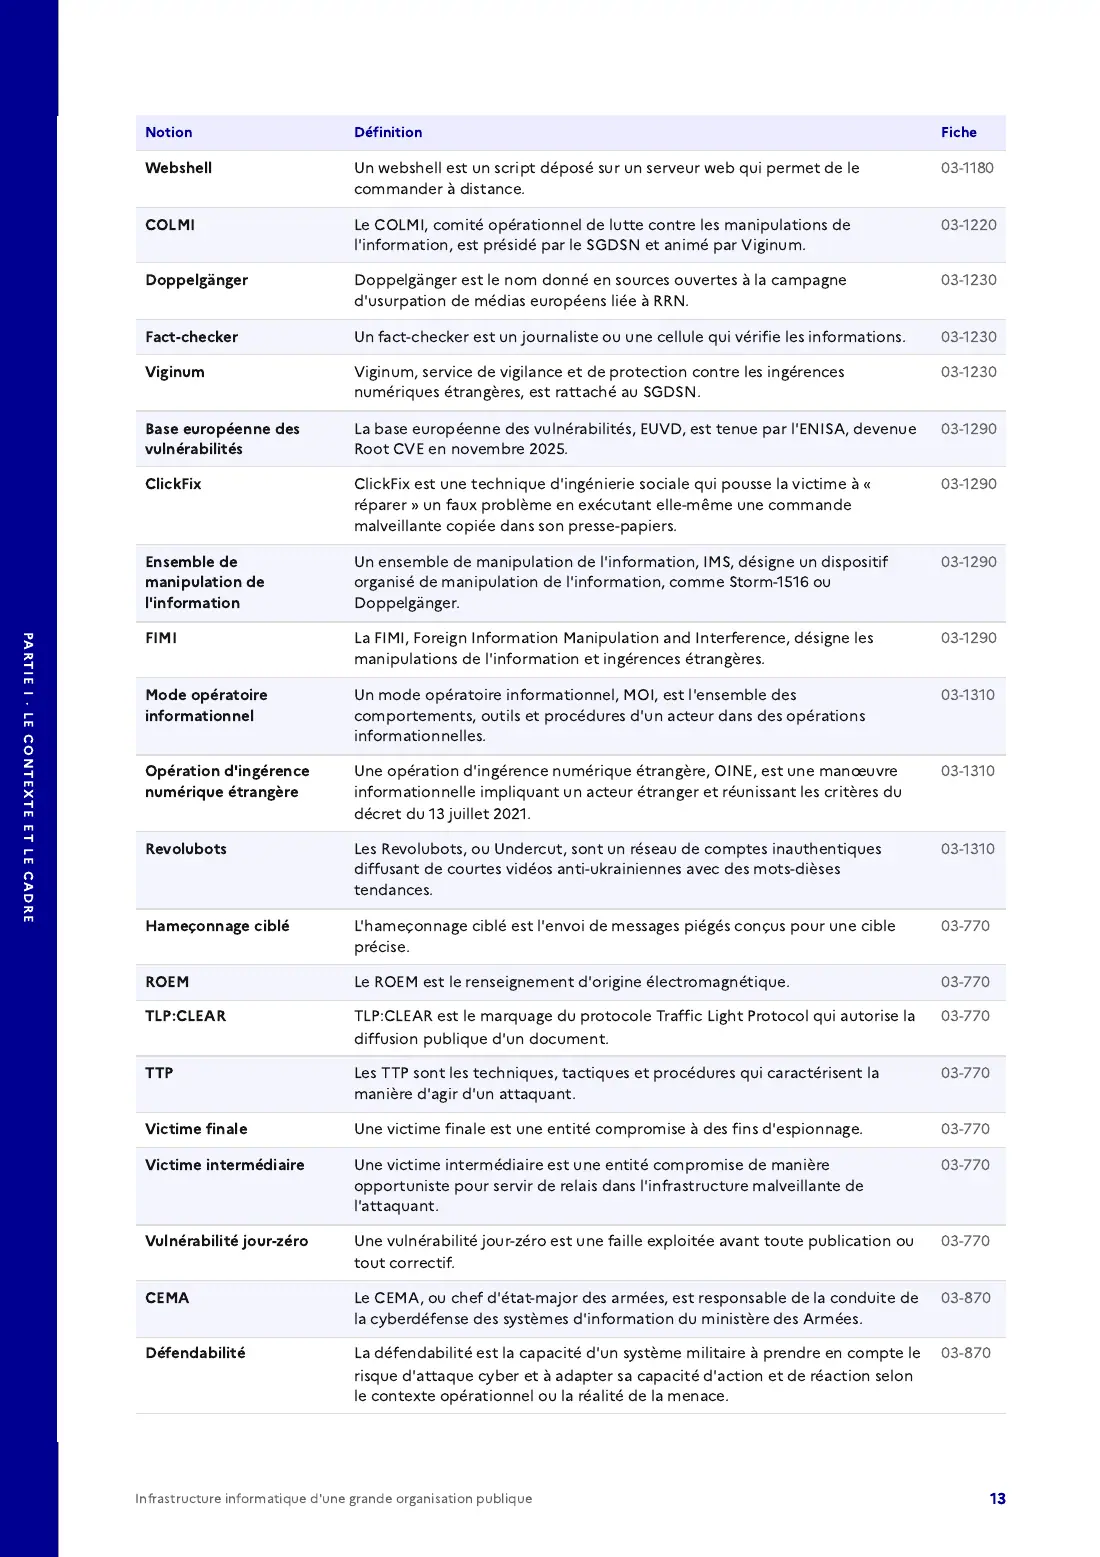 Notion Définition Fiche
Webshell Un webshell est un script déposé sur un serveur web qui permet de le 03-1180
commander à distance.
COLMI Le COLMI, comité opérationnel de lutte contre les manipulations de 03-1220
l'information, est présidé par le SGDSN et animé par Viginum.
Doppelgänger Doppelgänger est le nom donné en sources ouvertes à la campagne 03-1230
d'usurpation de médias européens liée à RRN.
Fact-checker Un fact-checker est un journaliste ou une cellule qui vérifie les informations. 03-1230
Viginum Viginum, service de vigilance et de protection contre les ingérences 03-1230
numériques étrangères, est rattaché au SGDSN.
Base européenne des La base européenne des vulnérabilités, EUVD, est tenue par l'ENISA, devenue 03-1290
vulnérabilités Root CVE en novembre 2025.
ClickFix ClickFix est une technique d'ingénierie sociale qui pousse la victime à « 03-1290
réparer » un faux problème en exécutant elle-même une commande
malveillante copiée dans son presse-papiers.
Ensemble de Un ensemble de manipulation de l'information, IMS, désigne un dispositif 03-1290
manipulation de organisé de manipulation de l'information, comme Storm-1516 ou
l'information Doppelgänger.
FIMI La FIMI, Foreign Information Manipulation and Interference, désigne les 03-1290
manipulations de l'information et ingérences étrangères.
Mode opératoire Un mode opératoire informationnel, MOI, est l'ensemble des 03-1310
informationnel comportements, outils et procédures d'un acteur dans des opérations
informationnelles.
Opération d'ingérence Une opération d'ingérence numérique étrangère, OINE, est une manœuvre 03-1310
numérique étrangère informationnelle impliquant un acteur étranger et réunissant les critères du
décret du 13 juillet 2021.
Revolubots Les Revolubots, ou Undercut, sont un réseau de comptes inauthentiques 03-1310
diffusant de courtes vidéos anti-ukrainiennes avec des mots-dièses
tendances.
Hameçonnage ciblé L'hameçonnage ciblé est l'envoi de messages piégés conçus pour une cible 03-770
précise.
ROEM Le ROEM est le renseignement d'origine électromagnétique. 03-770
TLP:CLEAR TLP:CLEAR est le marquage du protocole Traffic Light Protocol qui autorise la 03-770
diffusion publique d'un document.
TTP Les TTP sont les techniques, tactiques et procédures qui caractérisent la 03-770
manière d'agir d'un attaquant.
Victime finale Une victime finale est une entité compromise à des fins d'espionnage. 03-770
Victime intermédiaire Une victime intermédiaire est une entité compromise de manière 03-770
opportuniste pour servir de relais dans l'infrastructure malveillante de
l'attaquant.
Vulnérabilité jour-zéro Une vulnérabilité jour-zéro est une faille exploitée avant toute publication ou 03-770
tout correctif.
CEMA Le CEMA, ou chef d'état-major des armées, est responsable de la conduite de 03-870
la cyberdéfense des systèmes d'information du ministère des Armées.
Défendabilité La défendabilité est la capacité d'un système militaire à prendre en compte le 03-870
risque d'attaque cyber et à adapter sa capacité d'action et de réaction selon
le contexte opérationnel ou la réalité de la menace.
PARTIE I · LE CONTEXTE ET LE CADRE
Infrastructure informatique d'une grande organisation publique 13